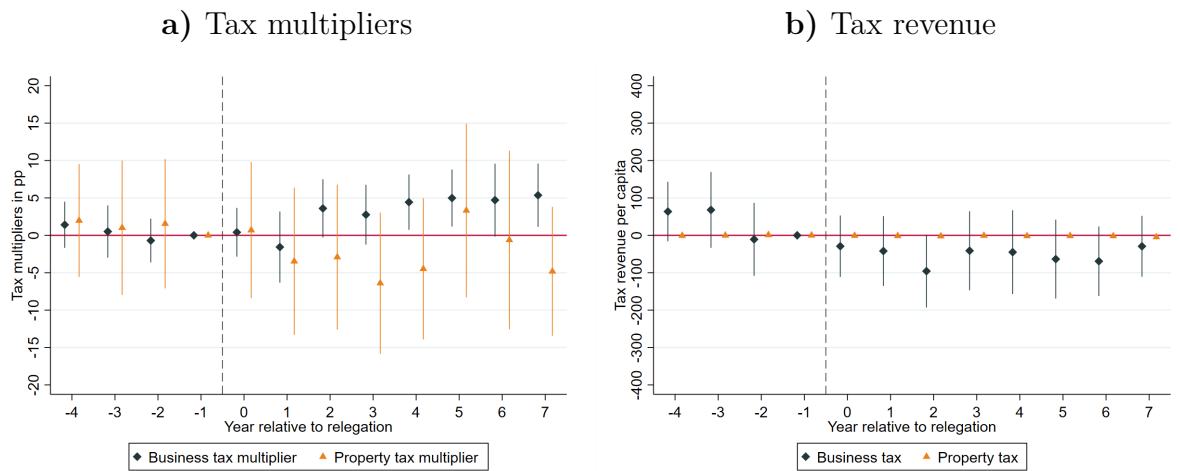 a) Tax multipliers
Tax multipliers in pp
20
15
10
5
0
-5
-10
-15
-20
-4 -3 -2 -1 0 1 2 3 4 5 6 7
Year relative to relegation
Business tax multiplier Property tax multiplier
b) Tax revenue
Tax revenue per capita
400
300
200
100
0
-100
-200
-300
-400
-4 -3 -2 -1 0 1 2 3 4 5 6 7
Year relative to relegation
Business tax Property tax